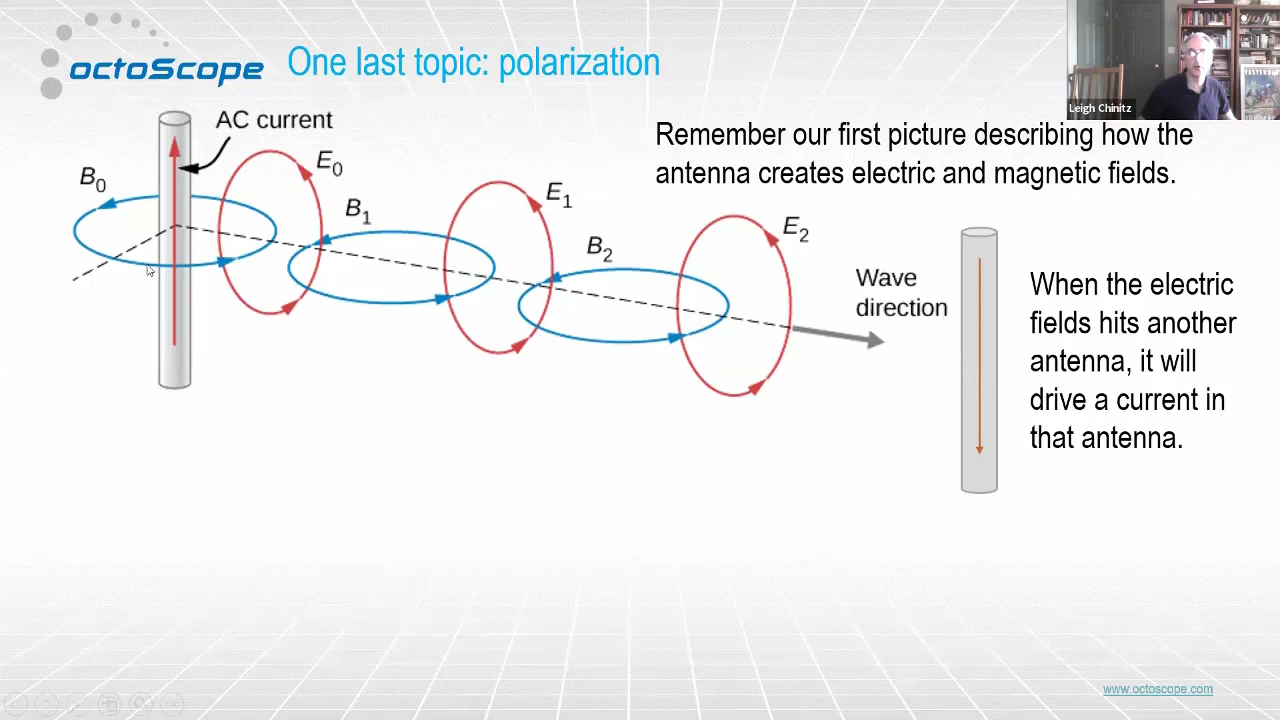 octoScope
One last topic: polarization
Leigh Chinitz
YESTERDAY
AC current
Remember our first picture describing how the
antenna creates electric and magnetic fields.
B0
E0
B1
E1
B2
E2
Wave
direction
When the electric
fields hits another
antenna, it will
drive a current in
that antenna.
www.octoscope.com